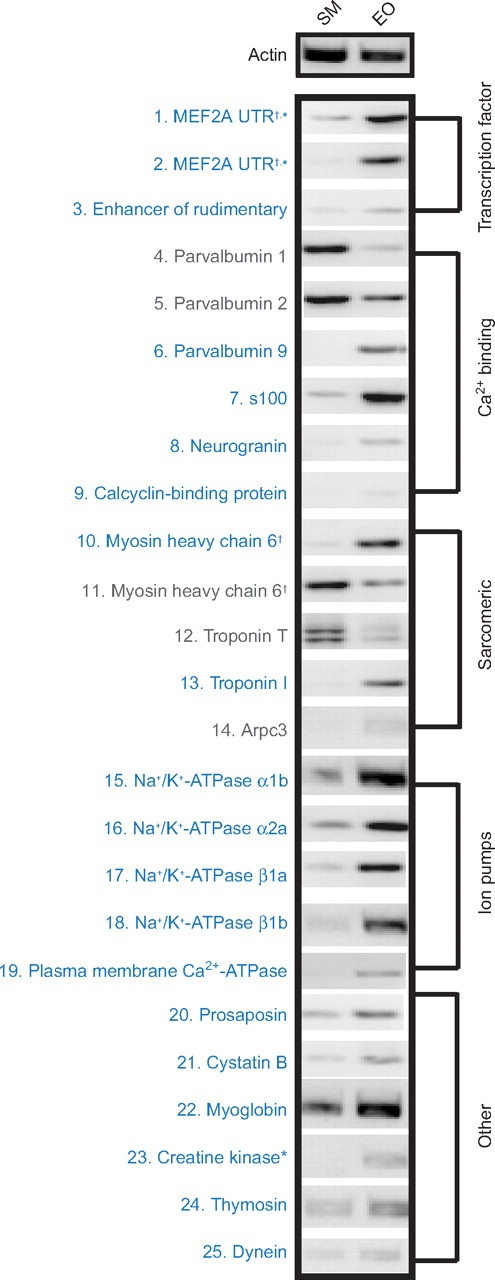 SM EO
Actin
1. MEF2A UTR†,*
2. MEF2A UTR†,*
3. Enhancer of rudimentary
Transcription factor
4. Parvalbumin 1
5. Parvalbumin 2
6. Parvalbumin 9
7. s100
8. Neurogranin
9. Calcyclin-binding protein
Ca²⁺ binding
10. Myosin heavy chain 6†
11. Myosin heavy chain 6†
12. Troponin T
13. Troponin I
14. Arpc3
Sarcomeric
15. Na⁺/K⁺-ATPase α1b
16. Na⁺/K⁺-ATPase α2a
17. Na⁺/K⁺-ATPase β1a
18. Na⁺/K⁺-ATPase β1b
19. Plasma membrane Ca²⁺-ATPase
Ion pumps
20. Prosaposin
21. Cystatin B
22. Myoglobin
23. Creatine kinase*
24. Thymosin
25. Dynein
Other